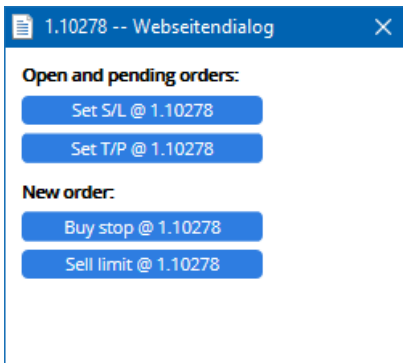 1.10278 -- Webseitendialog
Open and pending orders:
Set S/L @ 1.10278
Set T/P @ 1.10278
New order:
Buy stop @ 1.10278
Sell limit @ 1.10278